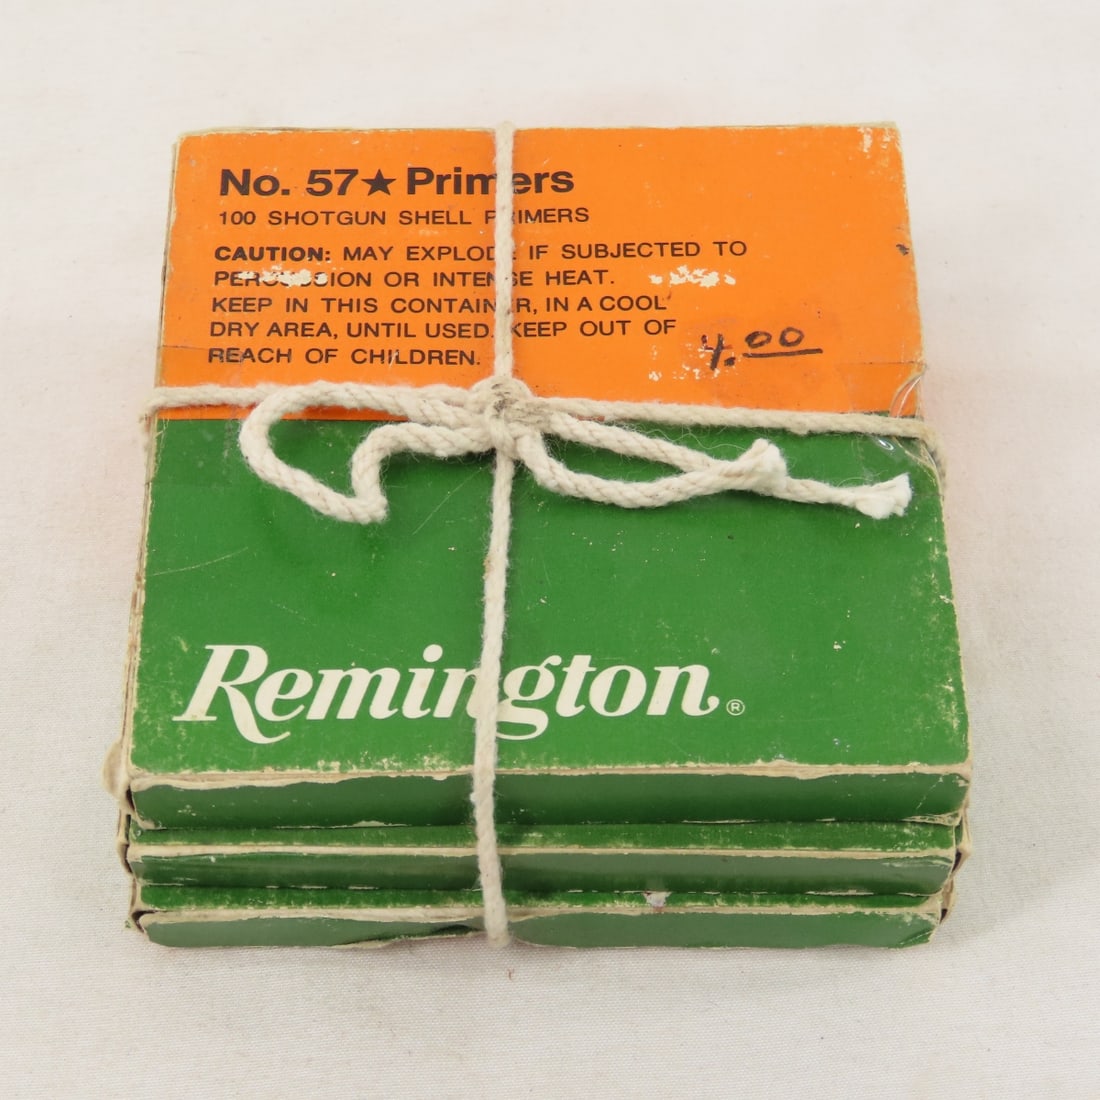 No. 57★ Primers
100 SHOTGUN SHELL PRIMERS
CAUTION: MAY EXPLODE IF SUBJECTED TO
PERCUSSION OR INTENSE HEAT.
KEEP IN THIS CONTAINER, IN A COOL
DRY AREA, UNTIL USED. KEEP OUT OF
REACH OF CHILDREN.
4.00
Remington®